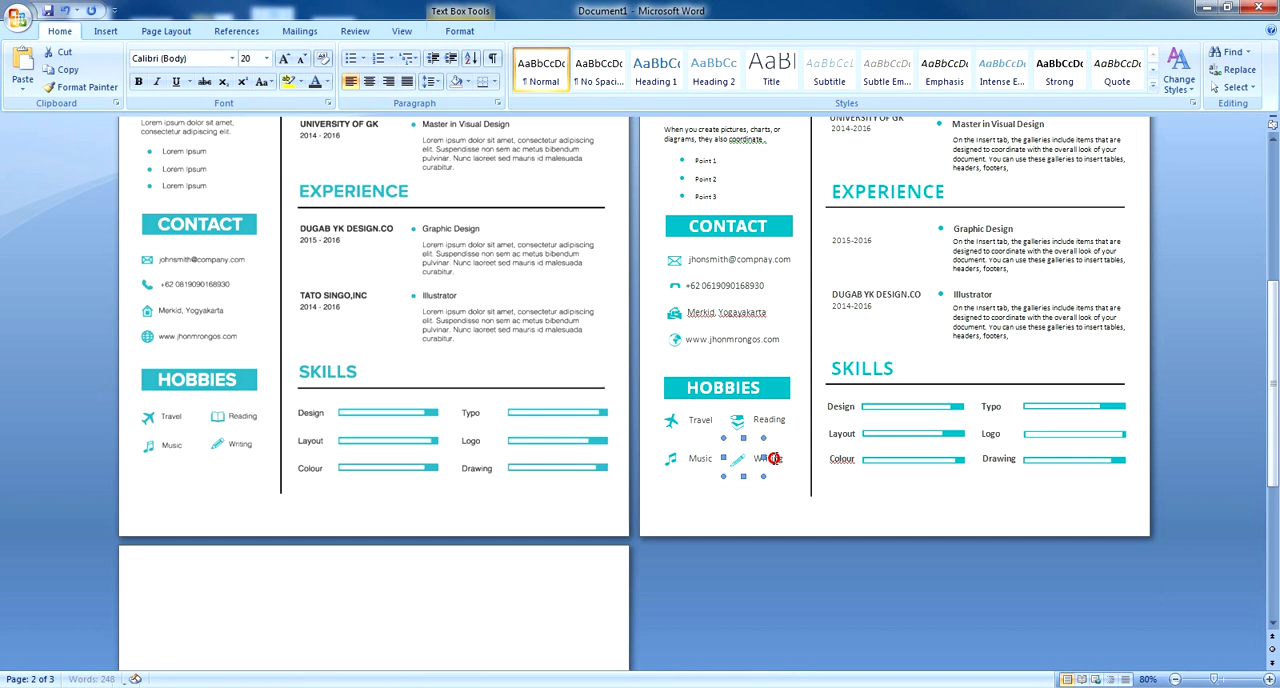 Text Box Tools
Document1 - Microsoft Word
Home
Insert
Page Layout
References
Mailings
Review
View
Format
Paste
Cut
Copy
Format Painter
Clipboard
Calibri (Body)
20
Font
Paragraph
AaBbCcDc
¶ Normal
AaBbCcDc
¶ No Spaci...
AaBbCc
Heading 1
AaBbCc
Heading 2
AaBl
Title
AaBbCcl
Subtitle
AaBbCcDc
Subtle Em...
AaBbCcDc
Emphasis
AaBbCcDc
Intense E...
AaBbCcDc
Strong
AaBbCcDc
Quote
Change Styles
Styles
Find
Replace
Select
Editing
Lorem ipsum dolor sit amet,
consectetur adipiscing elit.
Lorem Ipsum
Lorem Ipsum
Lorem Ipsum
CONTACT
johnsmith@company.com
+62 0819090168930
Merkid, Yogyakarta
www.jhonmrongos.com
HOBBIES
Travel
Reading
Music
Writing
UNIVERSITY OF GK
2014 - 2016
Master in Visual Design
Lorem ipsum dolor sit amet, consectetur adipiscing
elit. Suspendisse non sem ac metus bibendum
pulvinar. Nunc laoreet sed mauris id malesuada
curabitur.
EXPERIENCE
DUGAB YK DESIGN.CO
2015 - 2016
Graphic Design
Lorem ipsum dolor sit amet, consectetur adipiscing
elit. Suspendisse non sem ac metus bibendum
pulvinar. Nunc laoreet sed mauris id malesuada
curabitur.
TATO SINGO,INC
2014 - 2016
Illustrator
Lorem ipsum dolor sit amet, consectetur adipiscing
elit. Suspendisse non sem ac metus bibendum
pulvinar. Nunc laoreet sed mauris id malesuada
curabitur.
SKILLS
Design
Typo
Layout
Logo
Colour
Drawing
When you create pictures, charts, or
diagrams, they also coordinate..
Point 1
Point 2
Point 3
CONTACT
jhonsmith@compnay.com
+62 0619090168930
Merkid, Yogayakarta
www.jhonmrongos.com
HOBBIES
Travel
Reading
Music
UNIVERSITY OF GK
2014-2016
Master in Visual Design
On the Insert tab, the galleries include items that are
designed to coordinate with the overall look of your
document. You can use these galleries to insert tables,
headers, footers,
EXPERIENCE
2015-2016
Graphic Design
On the Insert tab, the galleries include items that are
designed to coordinate with the overall look of your
document. You can use these galleries to insert tables,
headers, footers,
DUGAB YK DESIGN.CO
2014-2016
Illustrator
On the Insert tab, the galleries include items that are
designed to coordinate with the overall look of your
document. You can use these galleries to insert tables,
headers, footers,
SKILLS
Design
Typo
Layout
Logo
Colour
Drawing
Page: 2 of 3
Words: 248
80%